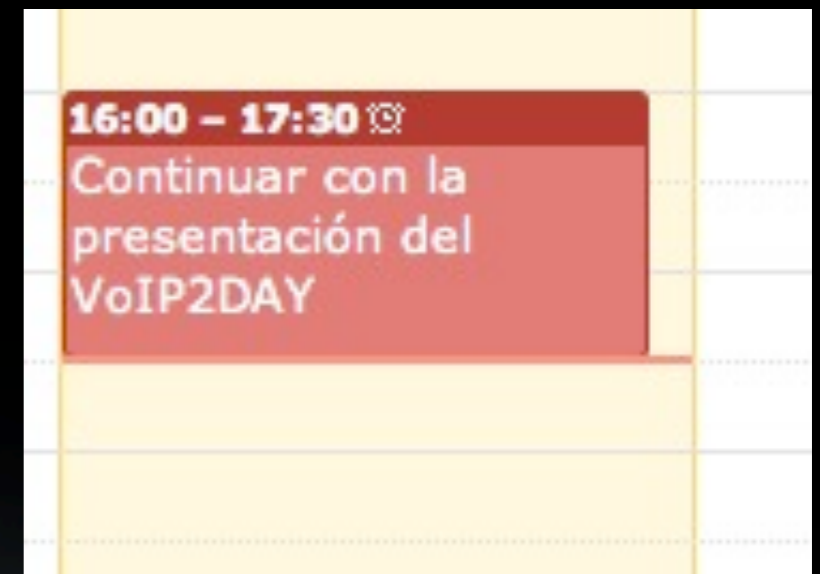 16:00 – 17:30
Continuar con la
presentación del
VoIP2DAY